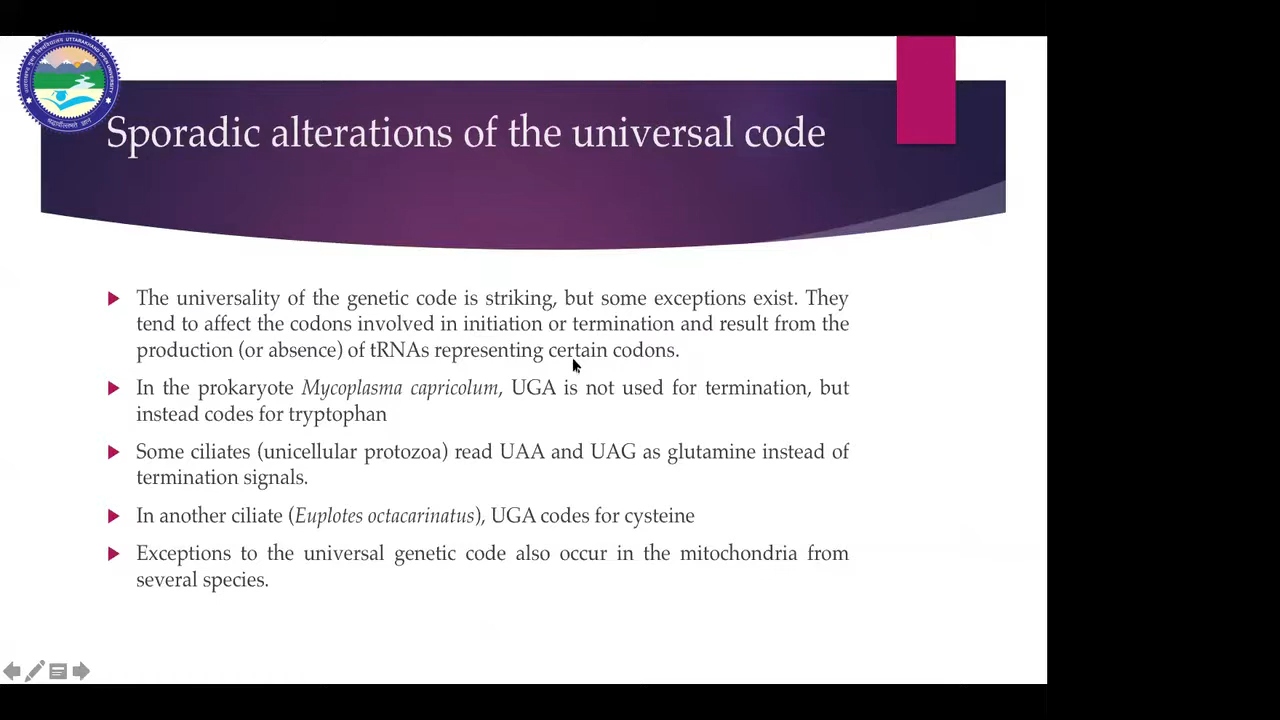 UTTARAKHAND OPEN UNIVERSITY
Sporadic alterations of the universal code
The universality of the genetic code is striking, but some exceptions exist. They
tend to affect the codons involved in initiation or termination and result from the
production (or absence) of tRNAs representing certain codons.
In the prokaryote Mycoplasma capricolum, UGA is not used for termination, but
instead codes for tryptophan
Some ciliates (unicellular protozoa) read UAA and UAG as glutamine instead of
termination signals.
In another ciliate (Euplotes octacarinatus), UGA codes for cysteine
Exceptions to the universal genetic code also occur in the mitochondria from
several species.